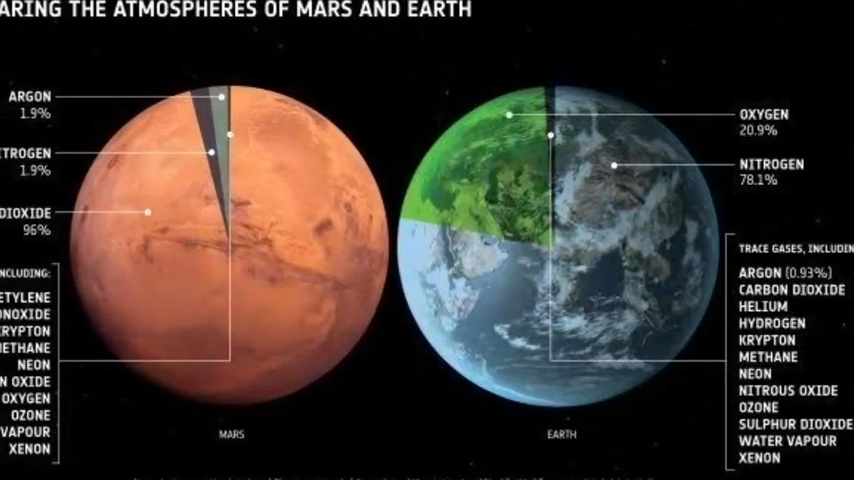 ARING THE ATMOSPHERES OF MARS AND EARTH
ARGON
1.9%
ITROGEN
1.9%
DIOXIDE
96%
NCLUDING:
ETYLENE
ONOXIDE
KRYPTON
METHANE
NEON
N OXIDE
OXYGEN
OZONE
VAPOUR
XENON
MARS
OXYGEN
20.9%
NITROGEN
78.1%
TRACE GASES, INCLUDIN
ARGON (0.93%)
CARBON DIOXIDE
HELIUM
HYDROGEN
KRYPTON
METHANE
NEON
NITROUS OXIDE
OZONE
SULPHUR DIOXIDE
WATER VAPOUR
XENON
EARTH